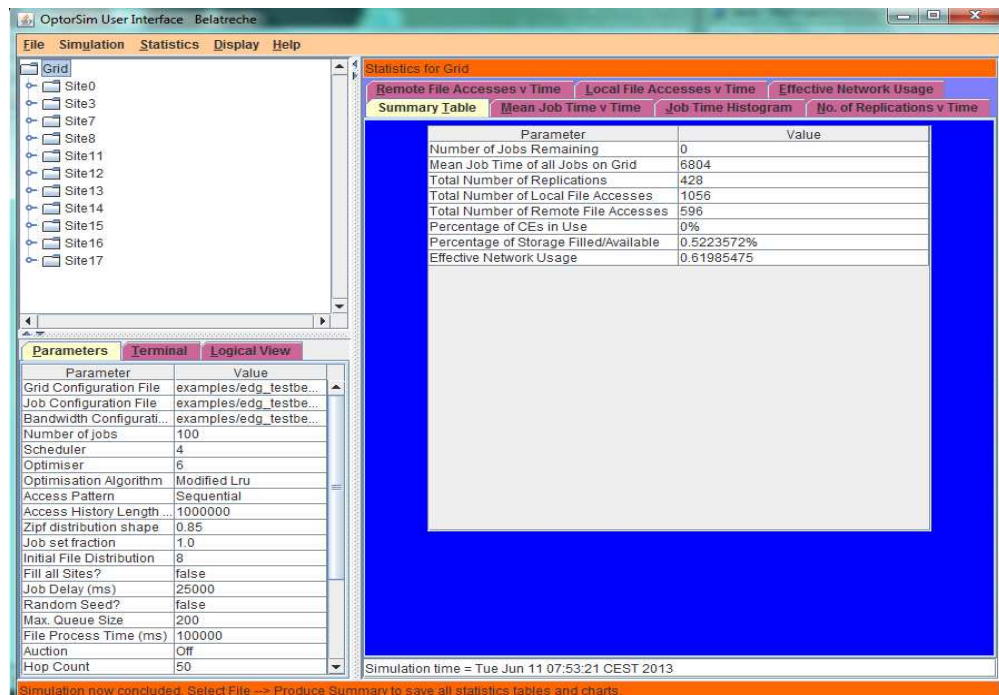 OptorSim User Interface Belatreche
File Simulation Statistics Display Help
Grid
Site0
Site3
Site7
Site8
Site11
Site12
Site13
Site14
Site15
Site16
Site17
Parameters Terminal Logical View
Parameter Value
Grid Configuration File examples/edg_testbe...
Job Configuration File examples/edg_testbe...
Bandwidth Configurati... examples/edg_testbe...
Number of jobs 100
Scheduler 4
Optimiser 6
Optimisation Algorithm Modified Lru
Access Pattern Sequential
Access History Length ... 1000000
Zipf distribution shape 0.85
Job set fraction 1.0
Initial File Distribution 8
Fill all Sites? false
Job Delay (ms) 25000
Random Seed? false
Max. Queue Size 200
File Process Time (ms) 100000
Auction Off
Hop Count 50
Statistics for Grid
Remote File Accesses v Time Local File Accesses v Time Effective Network Usage
Summary Table Mean Job Time v Time Job Time Histogram No. of Replications v Time
Parameter Value
Number of Jobs Remaining 0
Mean Job Time of all Jobs on Grid 6804
Total Number of Replications 428
Total Number of Local File Accesses 1056
Total Number of Remote File Accesses 596
Percentage of CEs in Use 0%
Percentage of Storage Filled/Available 0.5223572%
Effective Network Usage 0.61985475
Simulation time = Tue Jun 11 07:53:21 CEST 2013
Simulation now concluded. Select File --> Produce Summary to save all statistics tables and charts.